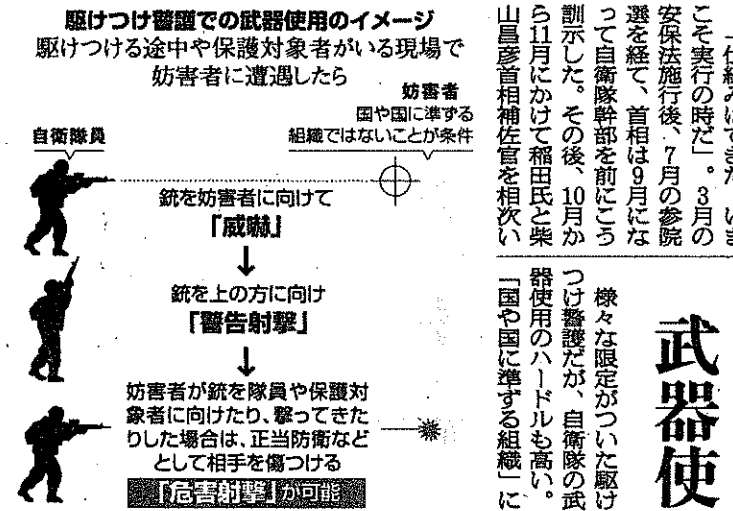 駆けつけ警護での武器使用のイメージ
駆けつける途中や保護対象者がいる現場で
妨害者に遭遇したら
妨害者
国や国に準ずる
組織ではないことが条件
自衛隊員
銃を妨害者に向けて
「威嚇」
銃を上の方に向け
「警告射撃」
妨害者が銃を隊員や保護対
象者に向けたり、撃ってきた
りした場合は、正当防衛など
として相手を傷つける
「危害射撃」が可能
「仕組みはできた。いま
こそ実行の時だ」。3月の
安保法施行後、7月の参院
選を経て、首相は9月にな
って自衛隊幹部を前にこう
訓示した。その後、10月か
ら11月にかけて稲田氏と柴
山昌彦首相補佐官を相次い
武器使
様々な限定がついた駆け
つけ警護だが、自衛隊の武
器使用のハードルも高い。
「国や国に準ずる組織」に